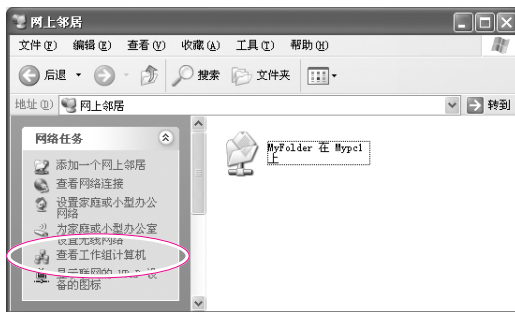 网上邻居
文件(F) 编辑(E) 查看(V) 收藏(A) 工具(T) 帮助(H)
后退 搜索 文件夹
地址(D) 网上邻居 转到
网络任务
添加一个网上邻居
查看网络连接
设置家庭或小型办公
网络
为家庭或小型办公室
设置无线网络
查看工作组计算机
显示联网的 UPnP 设
备的图标
MyFolder 在 Mypc1
上